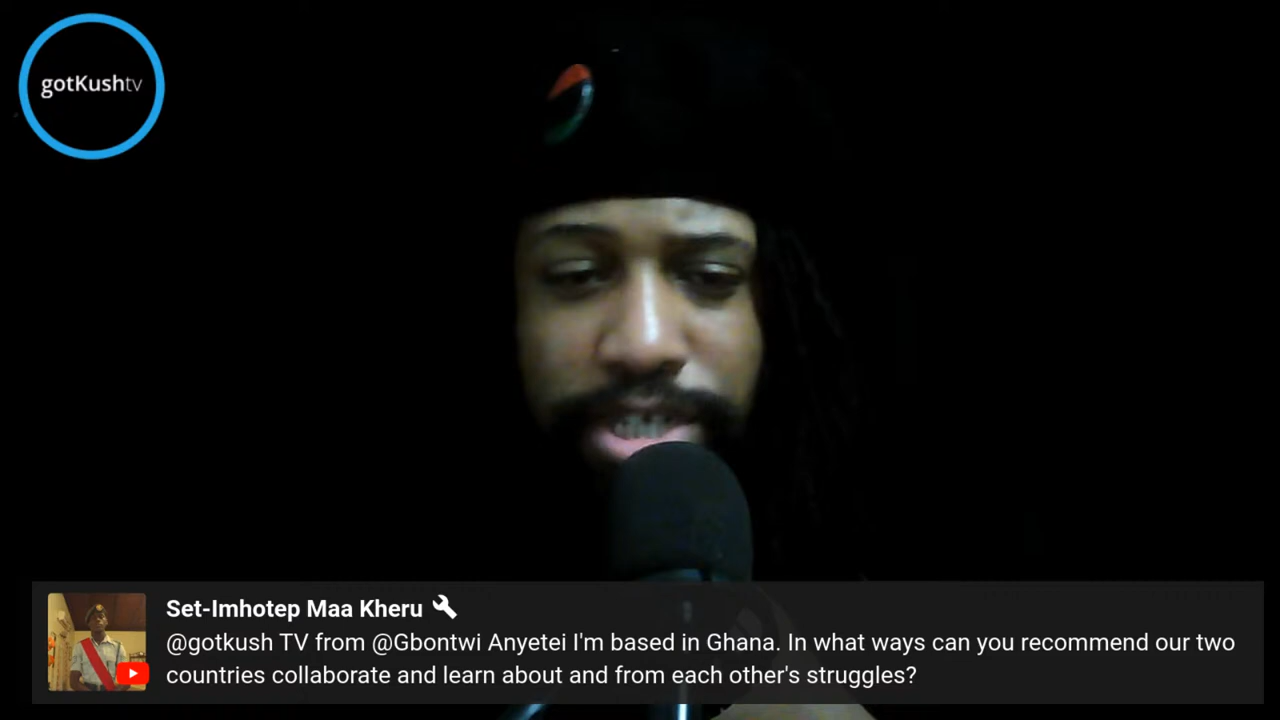 gotKushtv
Set-Imhotep Maa Kheru
@gotkush TV from @Gbontwi Anyetei I'm based in Ghana. In what ways can you recommend our two
countries collaborate and learn about and from each other's struggles?